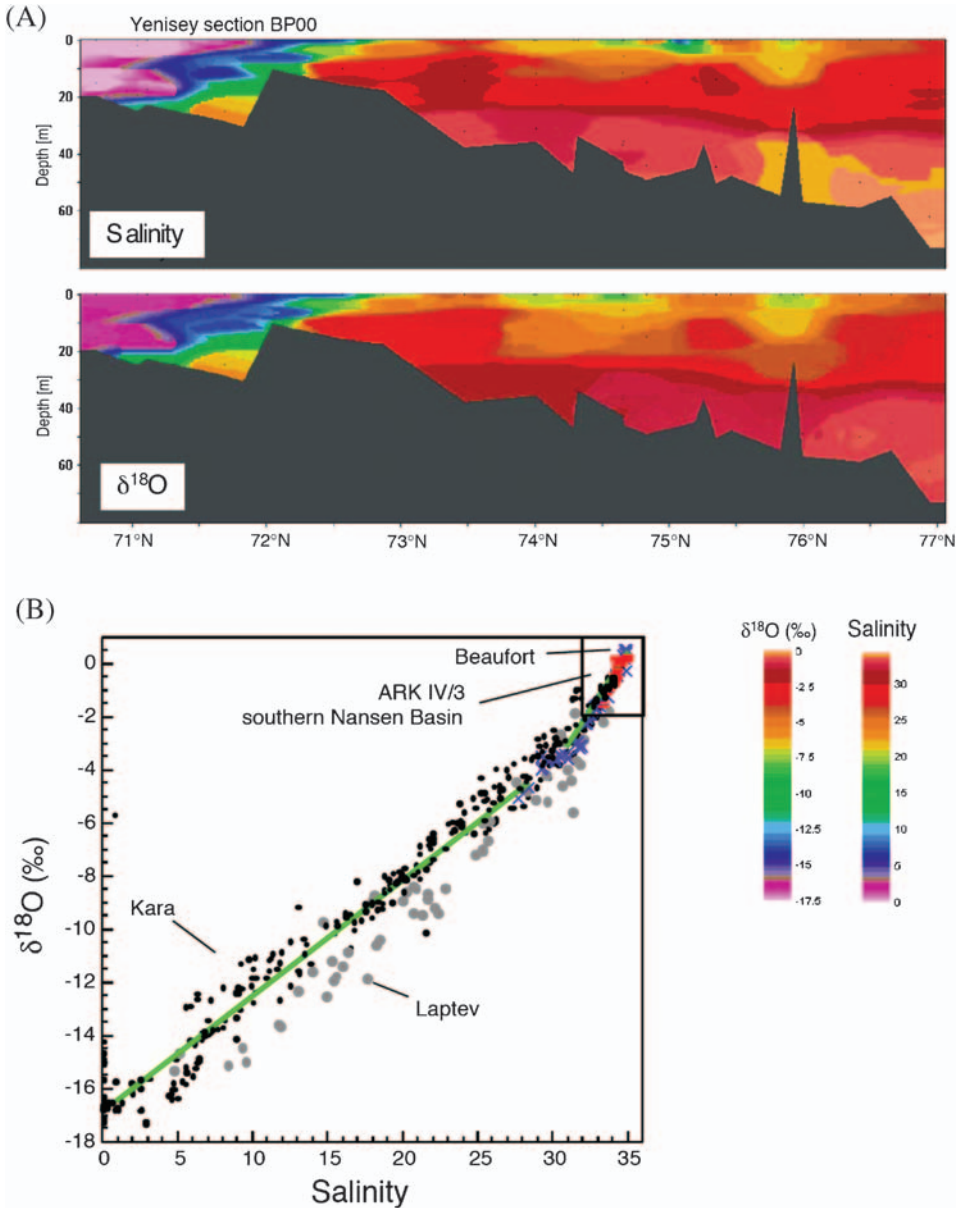 (A)
Yenisey section BP00
0
20
40
60
Depth [m]
Salinity
0
20
40
60
Depth [m]
δ¹⁸O
71°N 72°N 73°N 74°N 75°N 76°N 77°N
(B)
0
-2
-4
-6
-8
-10
-12
-14
-16
-18
δ¹⁸O (‰)
Beaufort
ARK IV/3
southern Nansen Basin
Kara
Laptev
0 5 10 15 20 25 30 35
Salinity
δ¹⁸O (‰)
0
-2.5
-5
-7.5
-10
-12.5
-15
-17.5
Salinity
30
25
20
15
10
5
0